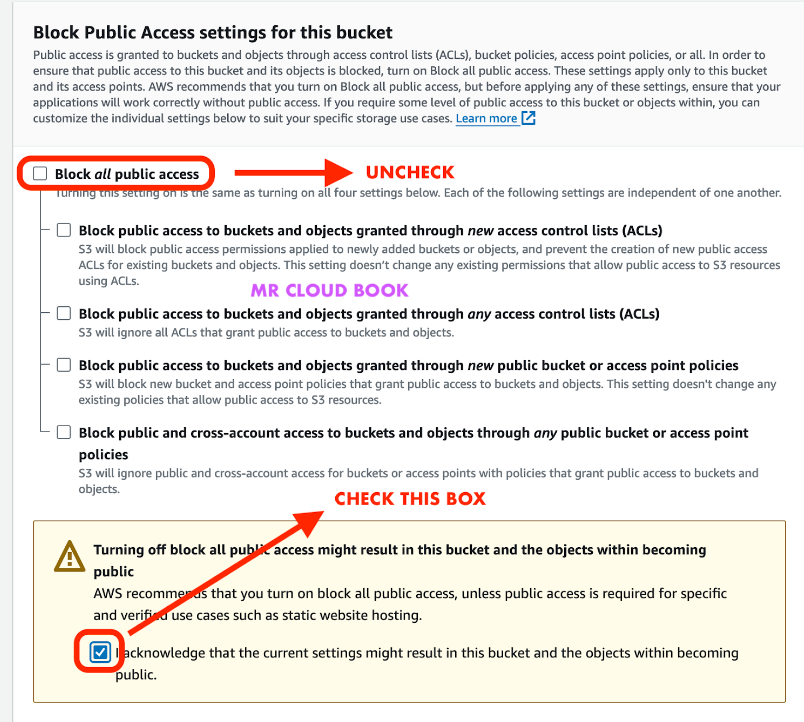 Block Public Access settings for this bucket
Public access is granted to buckets and objects through access control lists (ACLs), bucket policies, access point policies, or all. In order to
ensure that public access to this bucket and its objects is blocked, turn on Block all public access. These settings apply only to this bucket
and its access points. AWS recommends that you turn on Block all public access, but before applying any of these settings, ensure that your
applications will work correctly without public access. If you require some level of public access to this bucket or objects within, you can
customize the individual settings below to suit your specific storage use cases. Learn more
Block all public access
UNCHECK
Turning this setting on is the same as turning on all four settings below. Each of the following settings are independent of one another.
Block public access to buckets and objects granted through new access control lists (ACLs)
S3 will block public access permissions applied to newly added buckets or objects, and prevent the creation of new public access
ACLs for existing buckets and objects. This setting doesn't change any existing permissions that allow public access to S3 resources
using ACLs.
MR CLOUD BOOK
Block public access to buckets and objects granted through any access control lists (ACLs)
S3 will ignore all ACLs that grant public access to buckets and objects.
Block public access to buckets and objects granted through new public bucket or access point policies
S3 will block new bucket and access point policies that grant public access to buckets and objects. This setting doesn't change any
existing policies that allow public access to S3 resources.
Block public and cross-account access to buckets and objects through any public bucket or access point
policies
S3 will ignore public and cross-account access for buckets or access points with policies that grant public access to buckets and
objects.
CHECK THIS BOX
Turning off block all public access might result in this bucket and the objects within becoming
public
AWS recommends that you turn on block all public access, unless public access is required for specific
and verified use cases such as static website hosting.
I acknowledge that the current settings might result in this bucket and the objects within becoming
public.